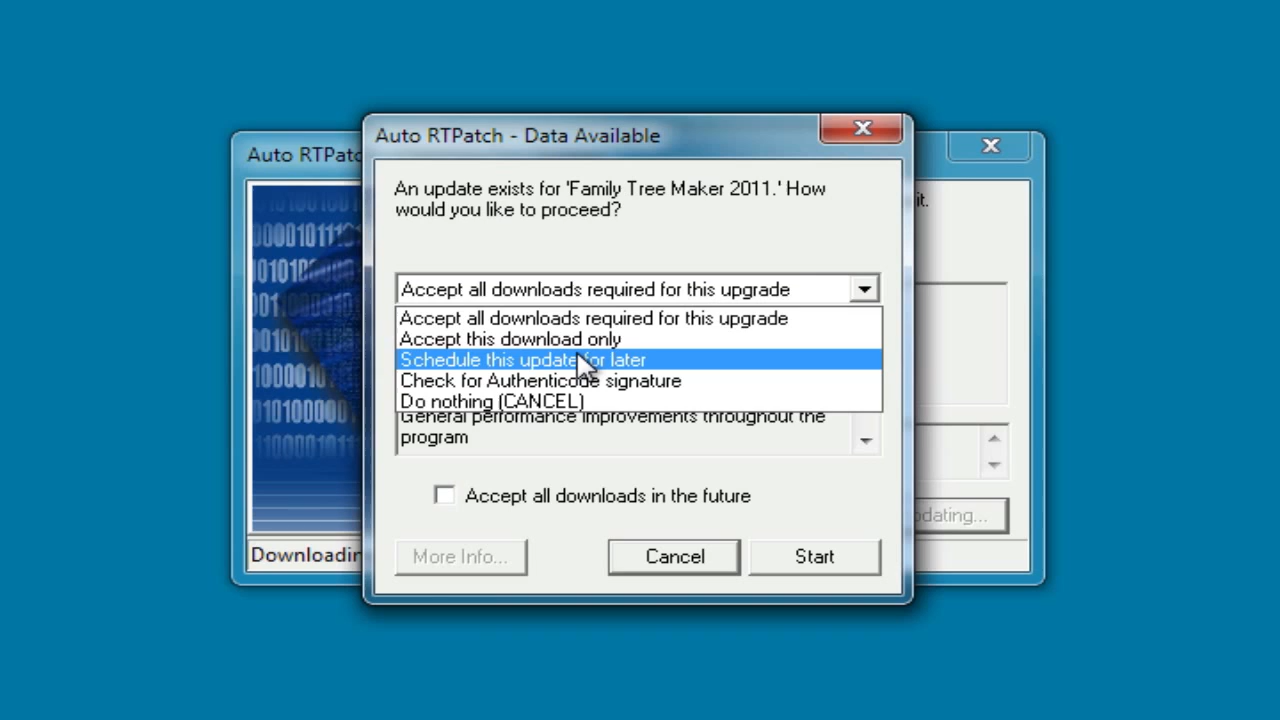 Auto RTPatch - Data Available
An update exists for 'Family Tree Maker 2011.' How
would you like to proceed?
Accept all downloads required for this upgrade
Accept all downloads required for this upgrade
Accept this download only
Schedule this update for later
Check for Authenticode signature
Do nothing (CANCEL)
General performance improvements throughout the
program
Accept all downloads in the future
More Info...
Cancel
Start
Auto RTPatc
it.
pdating...
Downloadin